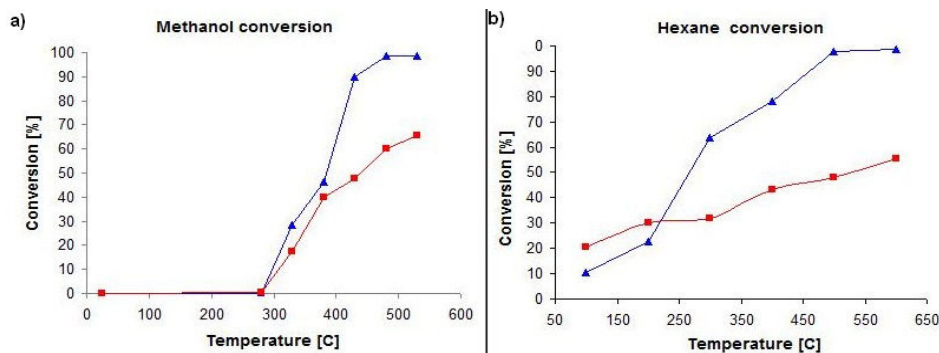 a)
Methanol conversion
Conversion [%]
100
90
80
70
60
50
40
30
20
10
0
0 100 200 300 400 500 600
Temperature [C]
b)
Hexane conversion
Conversion [%]
0
90
80
70
60
50
40
30
20
10
0
50 150 250 350 450 550 650
Temperature [C]